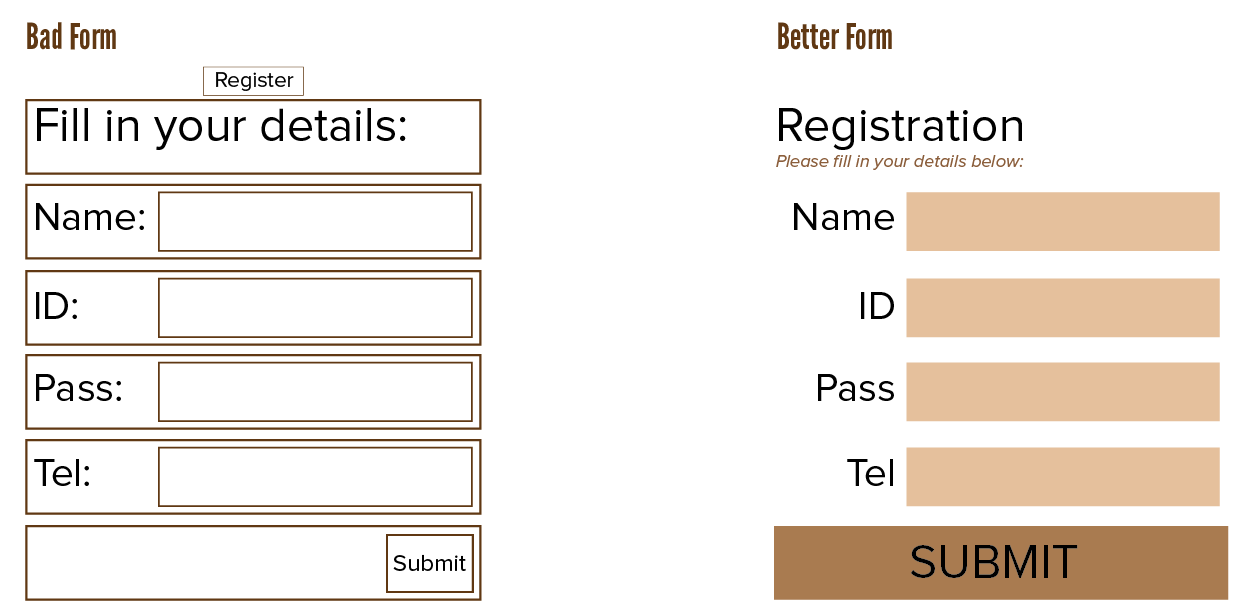 Bad Form
Register
Fill in your details:
Name:
ID:
Pass:
Tel:
Submit
Better Form
Registration
Please fill in your details below:
Name
ID
Pass
Tel
SUBMIT